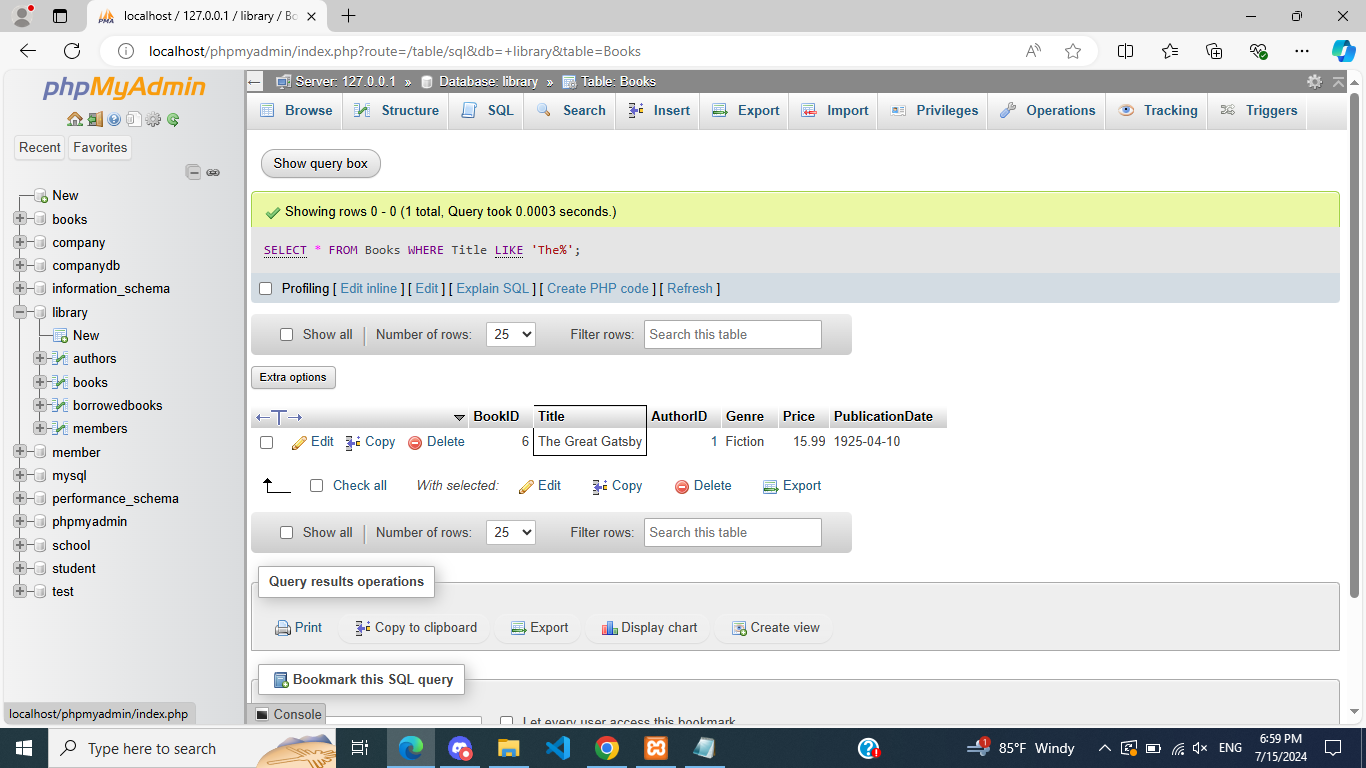 localhost / 127.0.0.1 / library / Bo
localhost/phpmyadmin/index.php?route=/table/sql&db=+library&table=Books
phpMyAdmin
Recent
Favorites
New
books
company
companydb
information_schema
library
New
authors
books
borrowedbooks
members
member
mysql
performance_schema
phpmyadmin
school
student
test
localhost/phpmyadmin/index.php
Server: 127.0.0.1 » Database: library » Table: Books
Browse Structure SQL Search Insert Export Import Privileges Operations Tracking Triggers
Show query box
Showing rows 0 - 0 (1 total, Query took 0.0003 seconds.)
SELECT * FROM Books WHERE Title LIKE 'The%';
Profiling [ Edit inline ] [ Edit ] [ Explain SQL ] [ Create PHP code ] [ Refresh ]
Show all Number of rows: 25 Filter rows: Search this table
Extra options
BookID Title AuthorID Genre Price PublicationDate
Edit Copy Delete 6 The Great Gatsby 1 Fiction 15.99 1925-04-10
Check all With selected: Edit Copy Delete Export
Show all Number of rows: 25 Filter rows: Search this table
Query results operations
Print Copy to clipboard Export Display chart Create view
Bookmark this SQL query
Console
Let every user access this bookmark
Type here to search
1
85°F Windy
ENG
6:59 PM
7/15/2024